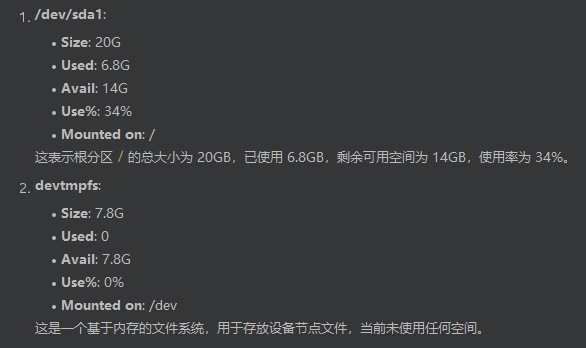 1. /dev/sda1:
• Size: 20G
• Used: 6.8G
• Avail: 14G
• Use%: 34%
• Mounted on: /
这表示根分区 / 的总大小为 20GB，已使用 6.8GB，剩余可用空间为 14GB，使用率为 34%。
2. devtmpfs:
• Size: 7.8G
• Used: 0
• Avail: 7.8G
• Use%: 0%
• Mounted on: /dev
这是一个基于内存的文件系统，用于存放设备节点文件，当前未使用任何空间。